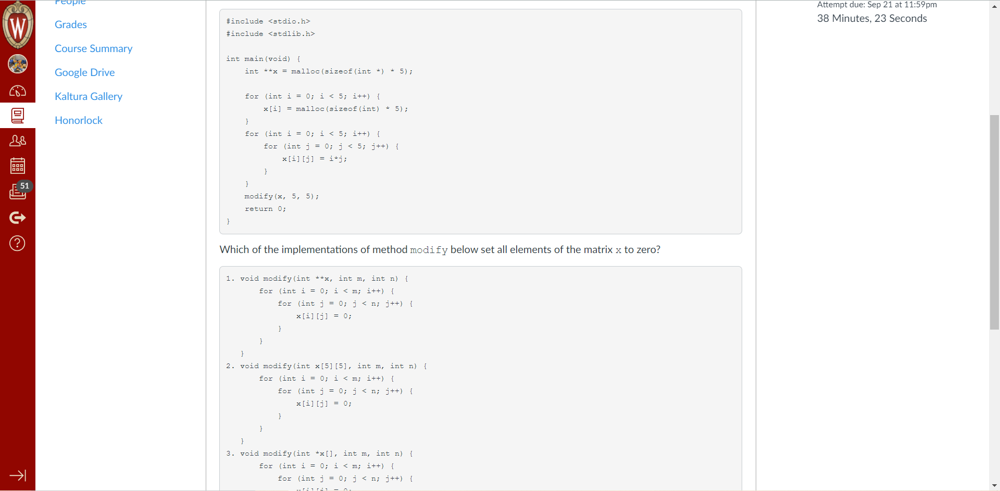 W
51
People
Grades
Course Summary
Google Drive
Kaltura Gallery
Honorlock
#include <stdio.h>
#include <stdlib.h>
int main(void) {
    int **x = malloc(sizeof(int *) * 5);
    for (int i = 0; i < 5; i++) {
        x[i] = malloc(sizeof(int) * 5);
    }
    for (int i = 0; i < 5; i++) {
        for (int j = 0; j < 5; j++) {
            x[i][j] = i*j;
        }
    }
    modify(x, 5, 5);
    return 0;
}
Which of the implementations of method modify below set all elements of the matrix x to zero?
1. void modify(int **x, int m, int n) {
       for (int i = 0; i < m; i++) {
           for (int j = 0; j < n; j++) {
               x[i][j] = 0;
           }
       }
   }
2. void modify(int x[5][5], int m, int n) {
       for (int i = 0; i < m; i++) {
           for (int j = 0; j < n; j++) {
               x[i][j] = 0;
           }
       }
   }
3. void modify(int *x[], int m, int n) {
       for (int i = 0; i < m; i++) {
           for (int j = 0; j < n; j++) {
               x[i][j] = 0;
Attempt due: Sep 21 at 11:59pm
38 Minutes, 23 Seconds